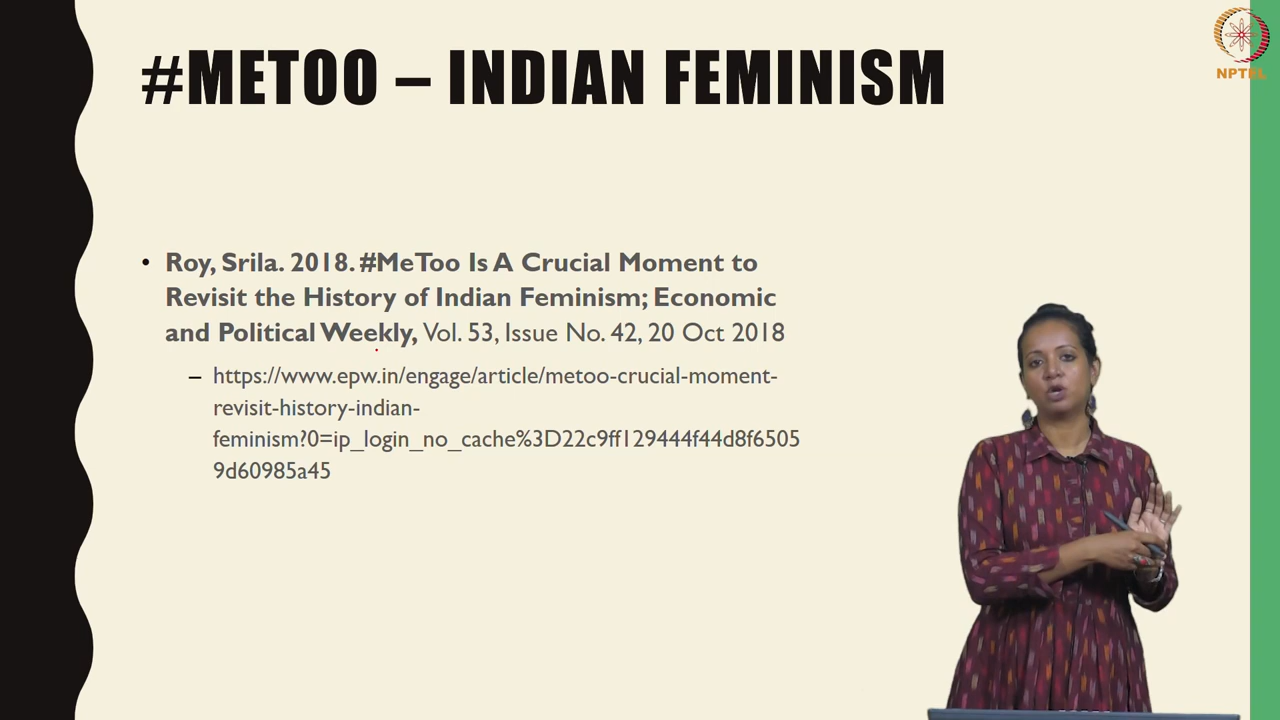 #METOO – INDIAN FEMINISM
NPTEL
• Roy, Srila. 2018. #MeToo Is A Crucial Moment to
Revisit the History of Indian Feminism; Economic
and Political Weekly, Vol. 53, Issue No. 42, 20 Oct 2018
– https://www.epw.in/engage/article/metoo-crucial-moment-
revisit-history-indian-
feminism?0=ip_login_no_cache%3D22c9ff129444f44d8f6505
9d60985a45